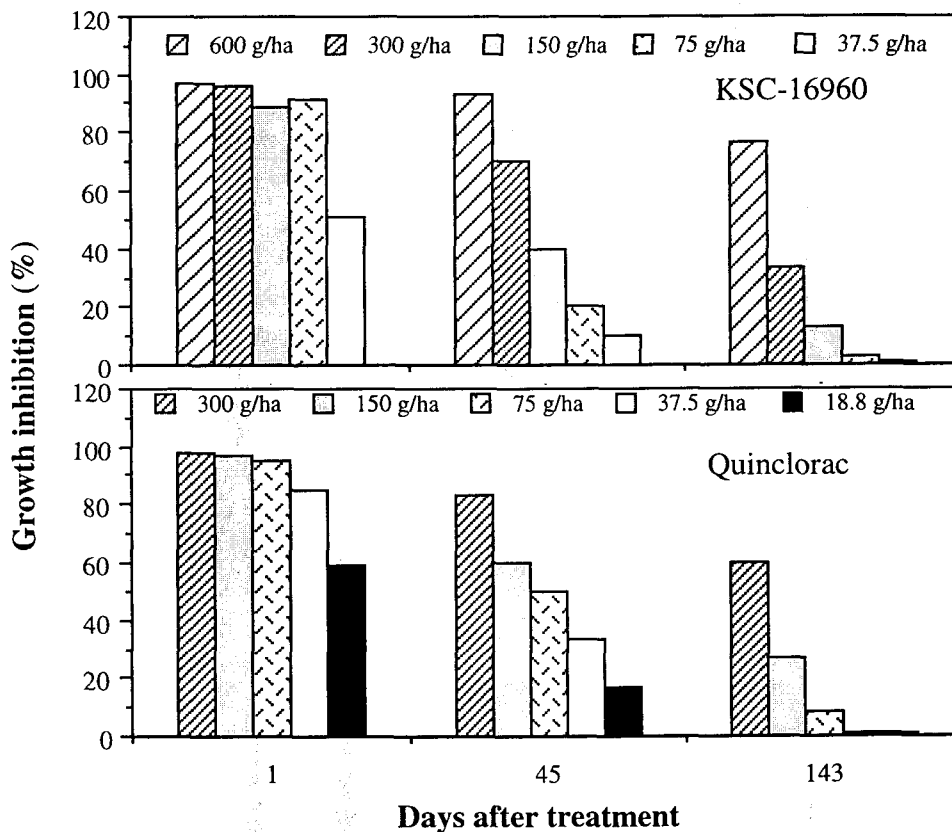 120
600 g/ha 300 g/ha 150 g/ha 75 g/ha 37.5 g/ha
100
KSC-16960
80
60
40
20
0
120
300 g/ha 150 g/ha 75 g/ha 37.5 g/ha 18.8 g/ha
100
Quinclorac
80
60
40
20
0
Growth inhibition (%)
1 45 143
Days after treatment